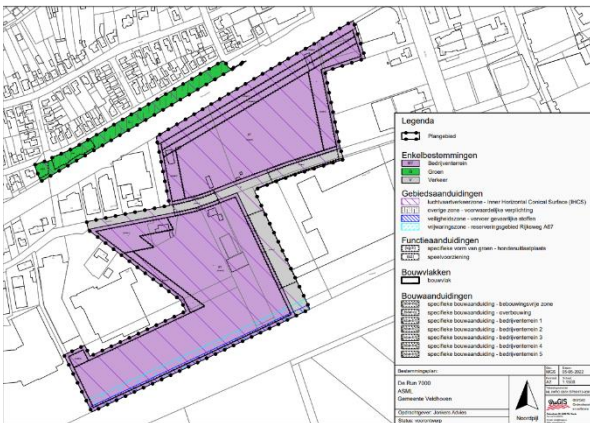 Legenda
Plangebied
Enkelbestemmingen
Bedrijventerrein
Groen
Verkeer
Gebiedsaanduidingen
luchtvaartverkeerzone - Inner Horizontal Conical Surface (IHCS)
overige zone - voorwaardelijke verplichting
veiligheidszone - vervoer gevaarlijke stoffen
vrijwaringszone - reserveringsgebied Rijksweg A67
Functieaanduidingen
specifieke vorm van groen - hondenuitlaatplaats
speelvoorziening
Bouwvlakken
bouwvlak
Bouwaanduidingen
specifieke bouwaanduiding - bebouwingsvrije zone
specifieke bouwaanduiding - overbouwing
specifieke bouwaanduiding - bedrijventerrein 1
specifieke bouwaanduiding - bedrijventerrein 2
specifieke bouwaanduiding - bedrijventerrein 3
specifieke bouwaanduiding - bedrijventerrein 4
specifieke bouwaanduiding - bedrijventerrein 5
Bestemmingsplan:
De Run 7000
ASML
Gemeente Veldhoven
Opdrachtgever: Joniers Advies
Status: voorontwerp
Noordpijl